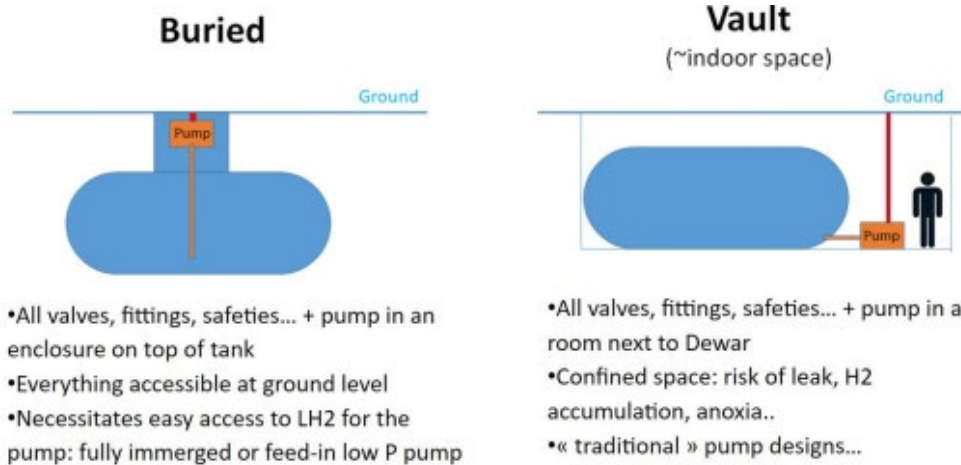 Buried
Ground
Pump
•All valves, fittings, safeties... + pump in an
enclosure on top of tank
•Everything accessible at ground level
•Necessitates easy access to LH2 for the
pump: fully immerged or feed-in low P pump
Vault
(~indoor space)
Ground
Pump
•All valves, fittings, safeties... + pump in a
room next to Dewar
•Confined space: risk of leak, H2
accumulation, anoxia..
•« traditional » pump designs...